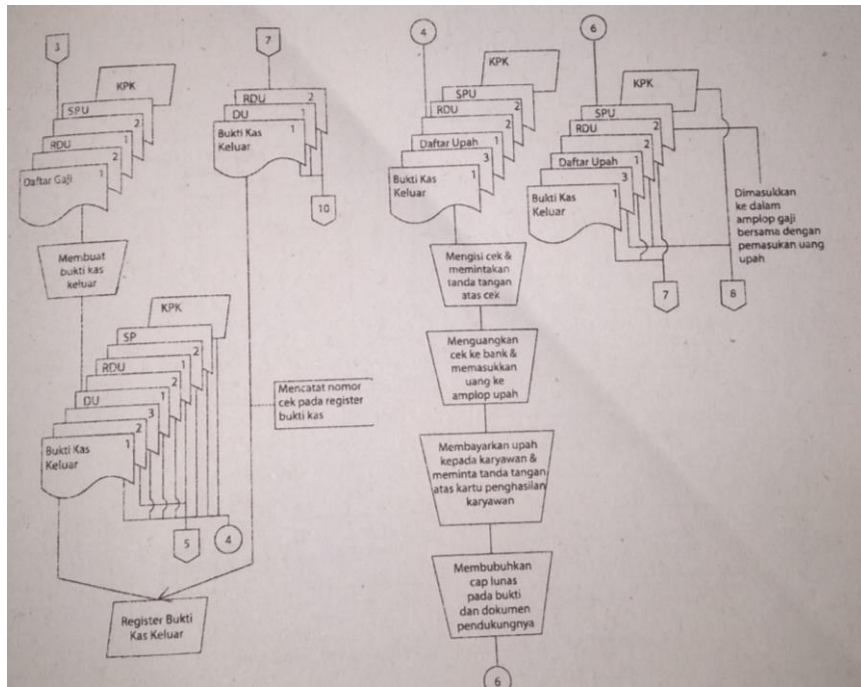 3
KPK
SPU
2
RDU
1
2
Daftar Gaji
1
Membuat
bukti kas
keluar
KPK
SP
2
RDU
1
2
DU
1
3
2
Bukti Kas
Keluar
1
5
4
Register Bukti
Kas Keluar
7
RDU
2
DU
1
Bukti Kas
Keluar
1
10
Mencatat nomor
cek pada register
bukti kas
4
KPK
SPU
RDU
2
2
Daftar Upah
1
3
Bukti Kas
Keluar
1
Mengisi cek &
memintakan
tanda tangan
atas cek
Menguangkan
cek ke bank &
memasukkan
uang ke
amplop upah
Membayarkan upah
kepada karyawan &
meminta tanda tangan
atas kartu penghasilan
karyawan
Membubuhkan
cap lunas
pada bukti
dan dokumen
pendukungnya
6
6
KPK
SPU
RDU
2
2
Daftar Upah
1
3
Bukti Kas
Keluar
1
7
8
Dimasukkan
ke dalam
amplop gaji
bersama dengan
pemasukan uang
upah